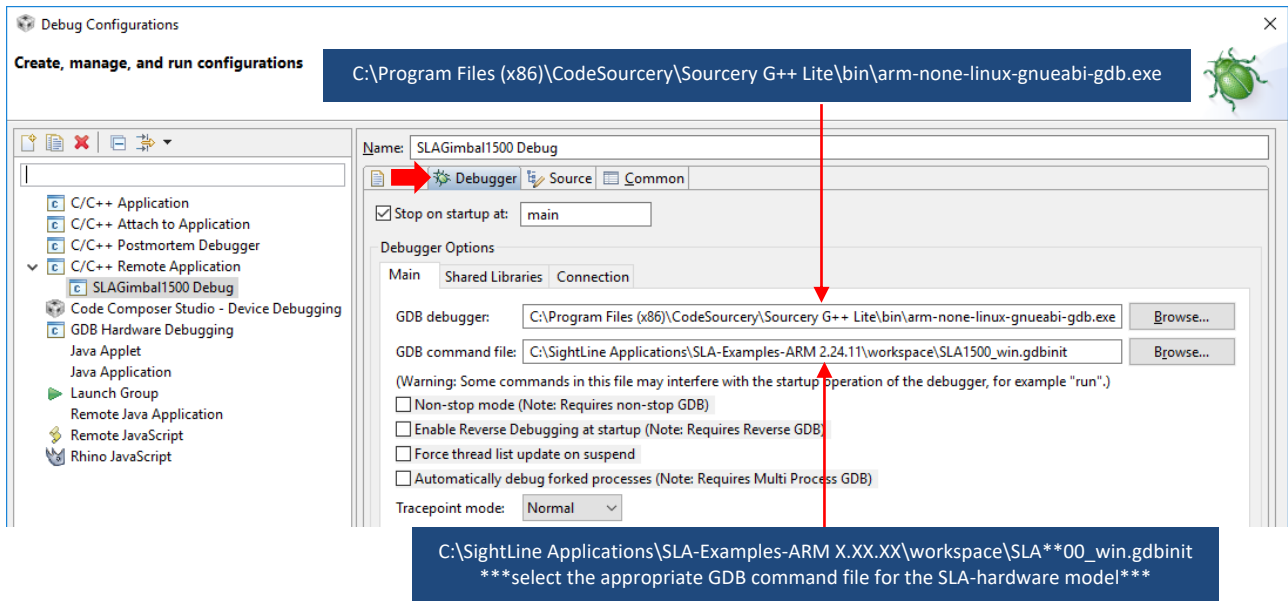 Debug Configurations
Create, manage, and run configurations
C:\Program Files (x86)\CodeSourcery\Sourcery G++ Lite\bin\arm-none-linux-gnueabi-gdb.exe
Name: SLAGimbal1500 Debug
Debugger Source Common
C/C++ Application
C/C++ Attach to Application
C/C++ Postmortem Debugger
C/C++ Remote Application
SLAGimbal1500 Debug
Code Composer Studio - Device Debugging
GDB Hardware Debugging
Java Applet
Java Application
Launch Group
Remote Java Application
Remote JavaScript
Rhino JavaScript
Stop on startup at: main
Debugger Options
Main Shared Libraries Connection
GDB debugger: C:\Program Files (x86)\CodeSourcery\Sourcery G++ Lite\bin\arm-none-linux-gnueabi-gdb.exe Browse...
GDB command file: C:\SightLine Applications\SLA-Examples-ARM 2.24.11\workspace\SLA1500_win.gdbinit Browse...
(Warning: Some commands in this file may interfere with the startup operation of the debugger, for example "run".)
Non-stop mode (Note: Requires non-stop GDB)
Enable Reverse Debugging at startup (Note: Requires Reverse GDB)
Force thread list update on suspend
Automatically debug forked processes (Note: Requires Multi Process GDB)
Tracepoint mode: Normal
C:\SightLine Applications\SLA-Examples-ARM X.XX.XX\workspace\SLA**00_win.gdbinit
***select the appropriate GDB command file for the SLA-hardware model***